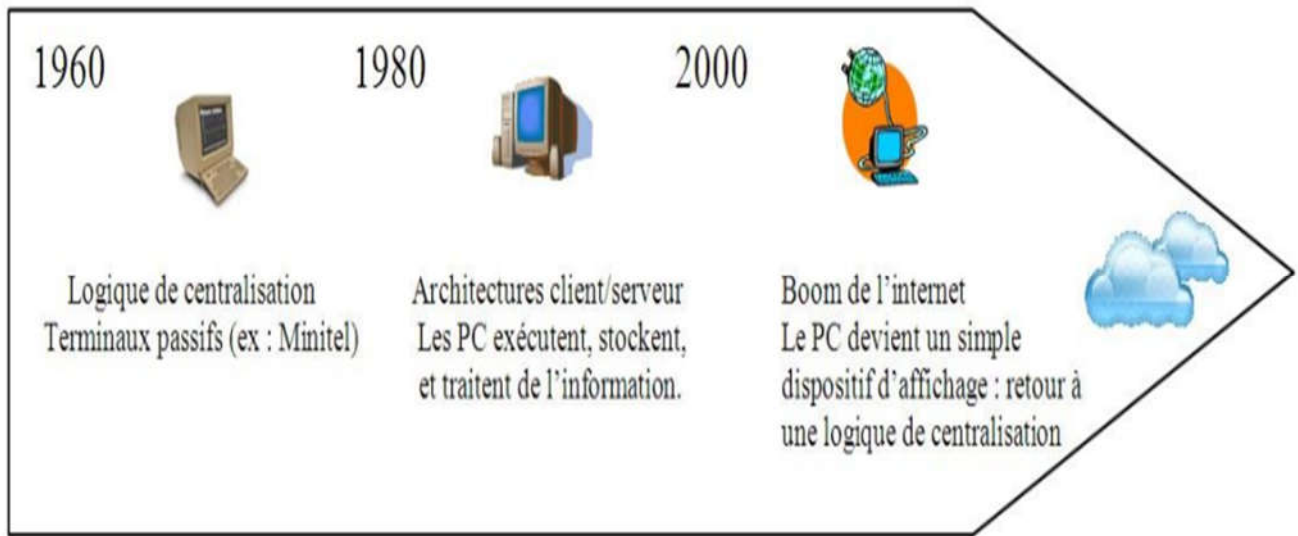 1960
1980
2000
Logique de centralisation
Terminaux passifs (ex : Minitel)
Architectures client/serveur
Les PC exécutent, stockent,
et traitent de l’information.
Boom de l’internet
Le PC devient un simple
dispositif d’affichage : retour à
une logique de centralisation